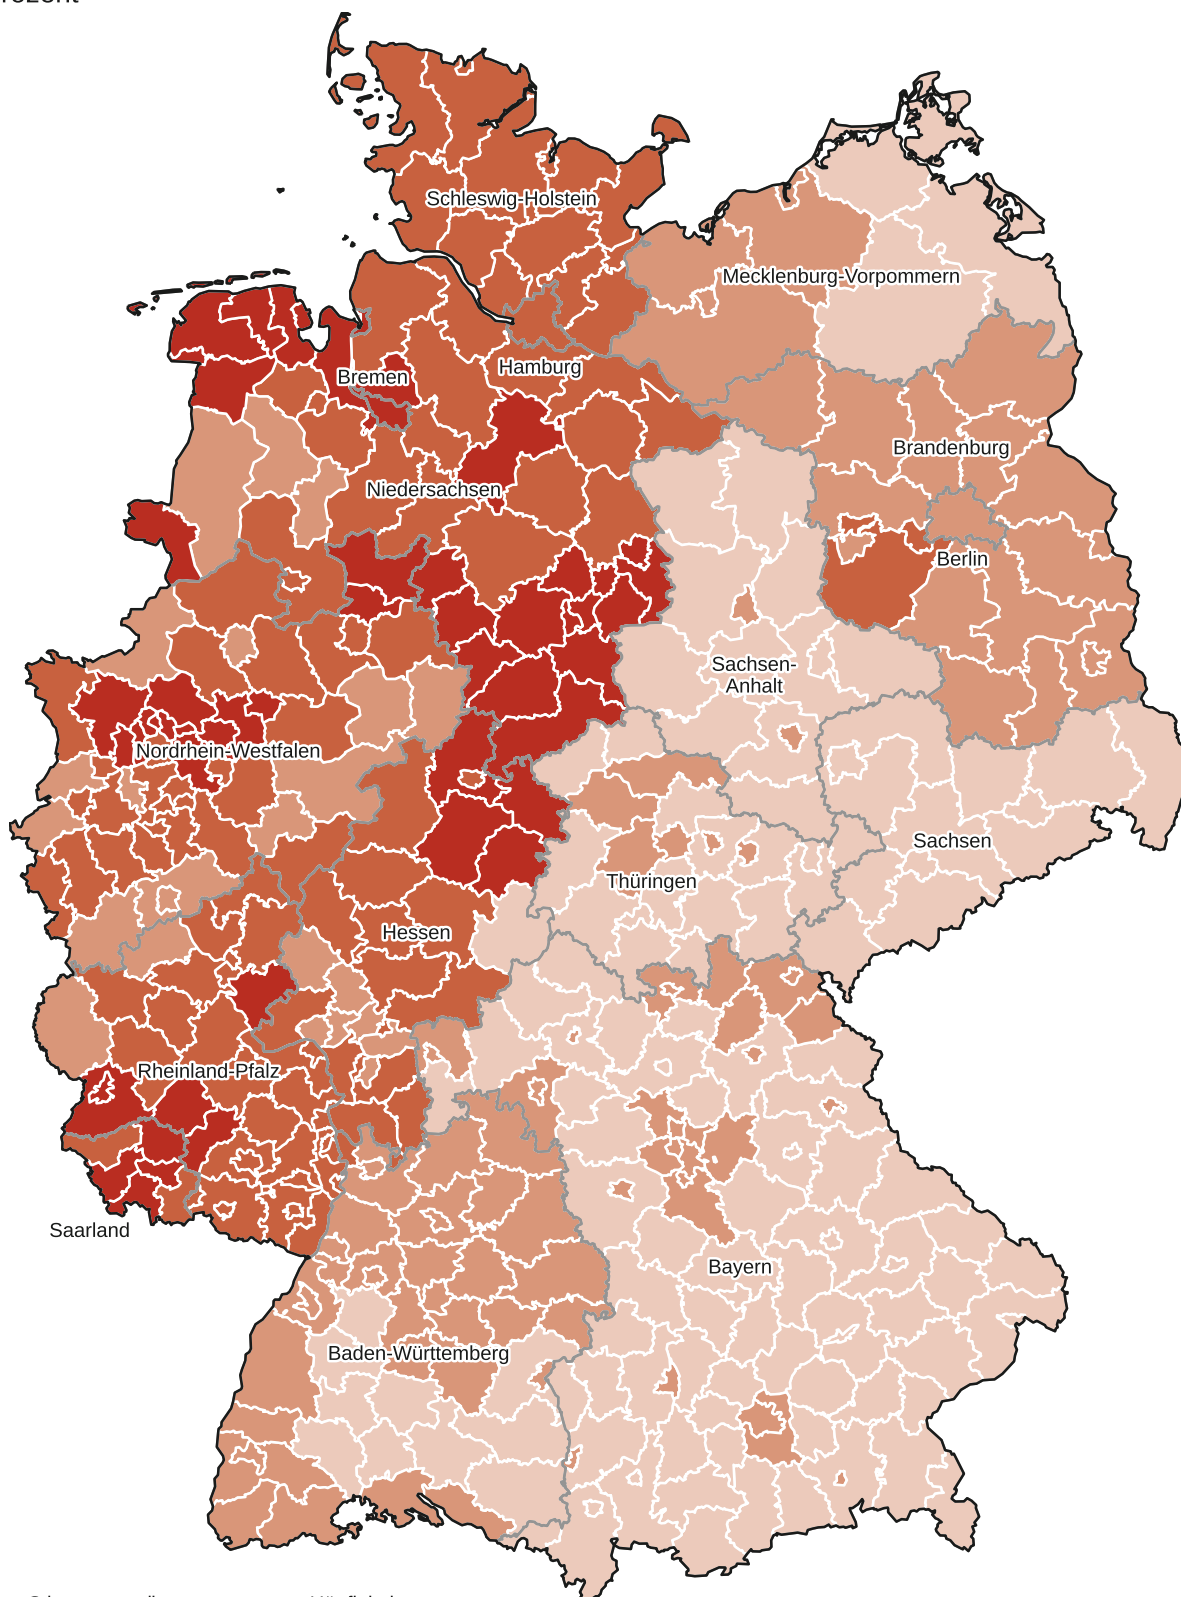 Schleswig-Holstein
Mecklenburg-Vorpommern
Hamburg
Bremen
Brandenburg
Niedersachsen
Berlin
Sachsen-
Anhalt
Nordrhein-Westfalen
Sachsen
Thüringen
Hessen
Rheinland-Pfalz
Saarland
Bayern
Baden-Württemberg